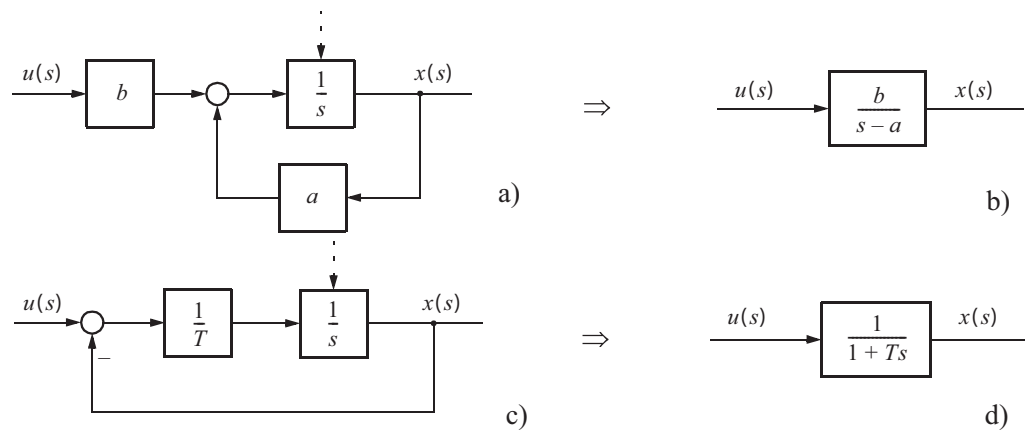 u(s) b 1/s x(s) ⇒ u(s) b/(s – a) x(s)
a a) b)
u(s) – 1/T 1/s x(s) ⇒ u(s) 1/(1 + Ts) x(s)
c) d)